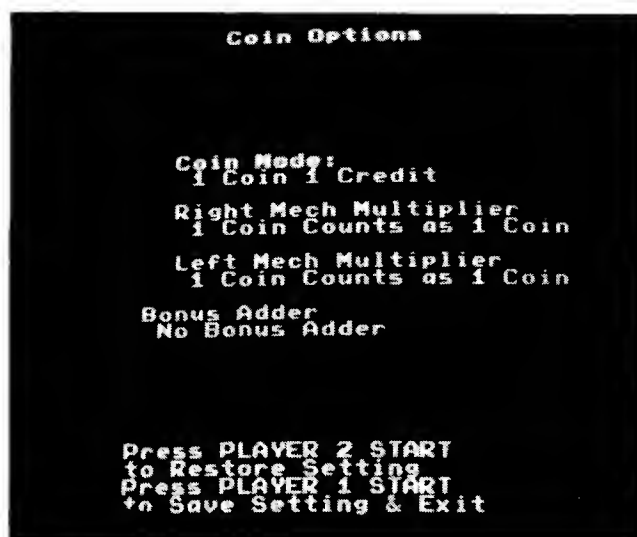 Coin Options
Coin Mode:
1 Coin 1 Credit
Right Mech Multiplier
1 Coin Counts as 1 Coin
Left Mech Multiplier
1 Coin Counts as 1 Coin
Bonus Adder
No Bonus Adder
Press PLAYER 2 START
to Restore Setting
Press PLAYER 1 START
to Save Setting & Exit